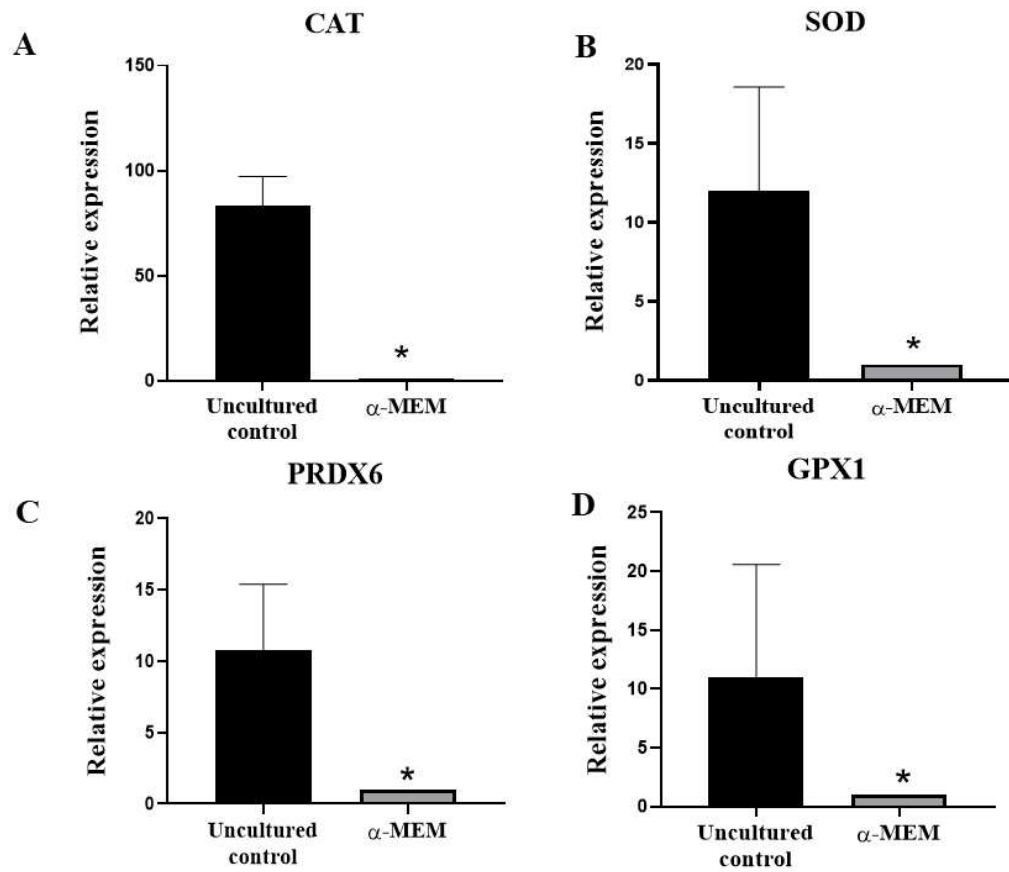 A
CAT
Relative expression
150
100
50
0
*
Uncultured
control
α-MEM
B
SOD
Relative expression
20
15
10
5
0
*
Uncultured
control
α-MEM
C
PRDX6
Relative expression
20
15
10
5
0
*
Uncultured
control
α-MEM
D
GPX1
Relative expression
25
20
15
10
5
0
*
Uncultured
control
α-MEM